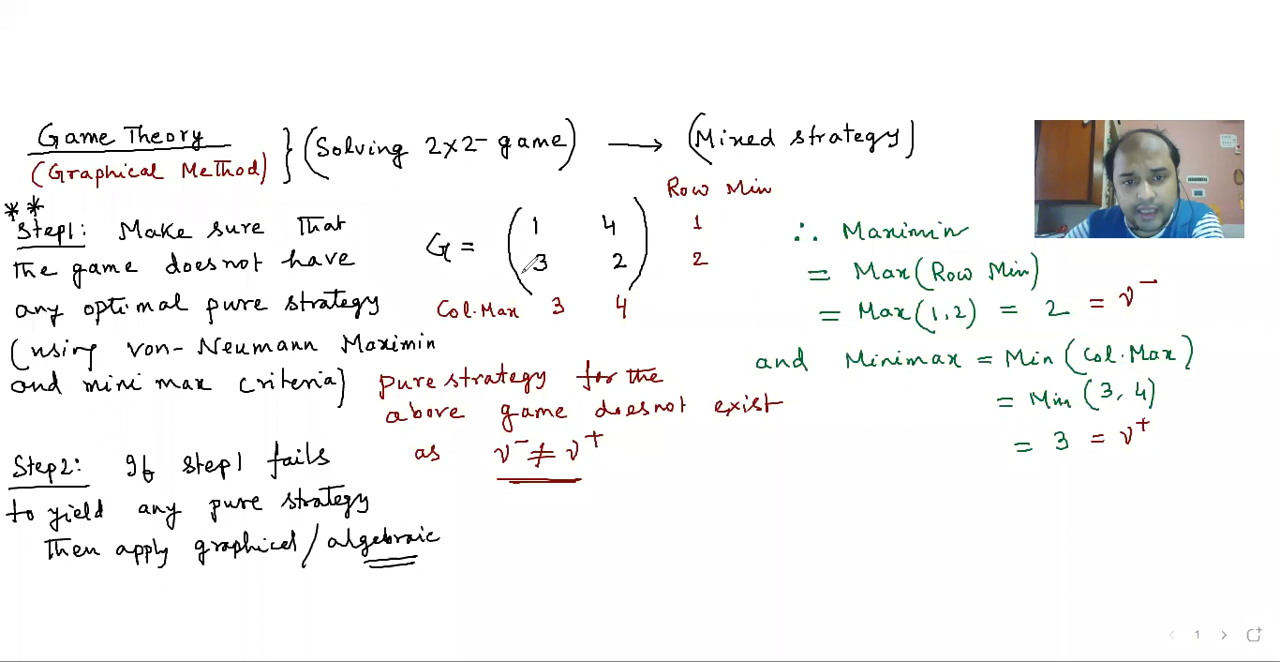 Game Theory
(Graphical Method) } (Solving 2x2- game) → (Mixed strategy)
**
Step1: Make sure that
the game does not have
any optimal pure strategy
(using von-Neumann Maximin
and minimax criteria)
Step2: If step1 fails
to yield any pure strategy
then apply graphical / algebraic
Row Min
G = ( 1 4 ) 1
( 3 2 ) 2
Col. Max 3 4
pure strategy for the
above game does not exist
as ν⁻ ≠ ν⁺
∴ Maximin
= Max (Row Min)
= Max (1,2) = 2 = ν⁻
and Minimax = Min (Col. Max)
= Min (3, 4)
= 3 = ν⁺
1